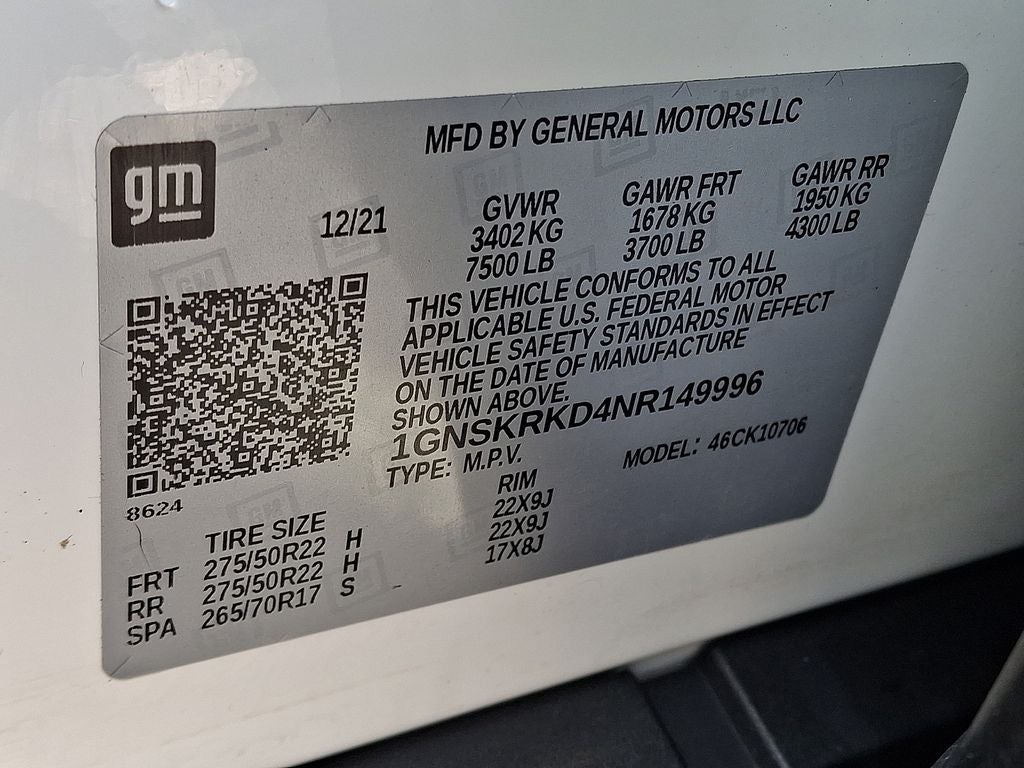 MFD BY GENERAL MOTORS LLC
gm
12/21
GVWR GAWR FRT GAWR RR
3402 KG 1678 KG 1950 KG
7500 LB 3700 LB 4300 LB
THIS VEHICLE CONFORMS TO ALL
APPLICABLE U.S. FEDERAL MOTOR
VEHICLE SAFETY STANDARDS IN EFFECT
ON THE DATE OF MANUFACTURE
SHOWN ABOVE.
1GNSKRKD4NR149996
TYPE: M.P.V. MODEL: 46CK10706
8624
TIRE SIZE RIM
FRT 275/50R22 H 22X9J
RR 275/50R22 H 22X9J
SPA 265/70R17 S 17X8J